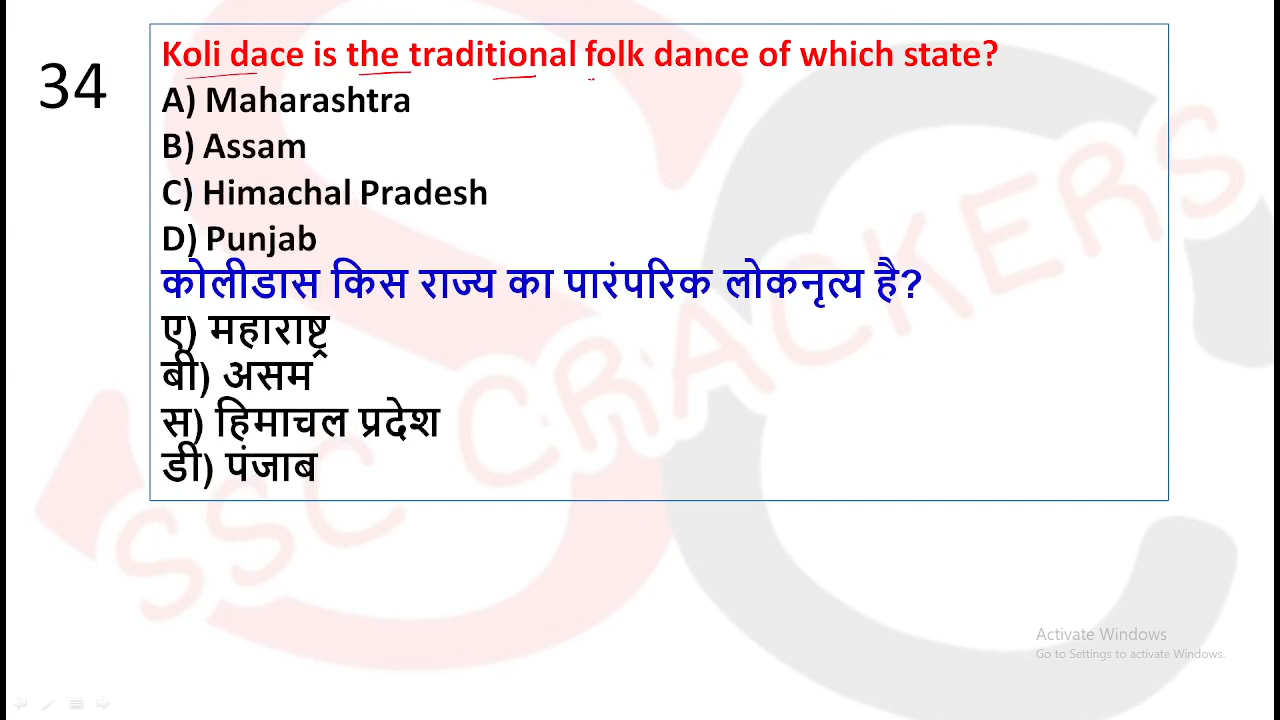 34
Koli dace is the traditional folk dance of which state?
A) Maharashtra
B) Assam
C) Himachal Pradesh
D) Punjab
कोलीडास किस राज्य का पारंपरिक लोकनृत्य है?
ए) महाराष्ट्र
बी) असम
स) हिमाचल प्रदेश
डी) पंजाब
SSC CRACKERS
Activate Windows
Go to Settings to activate Windows.